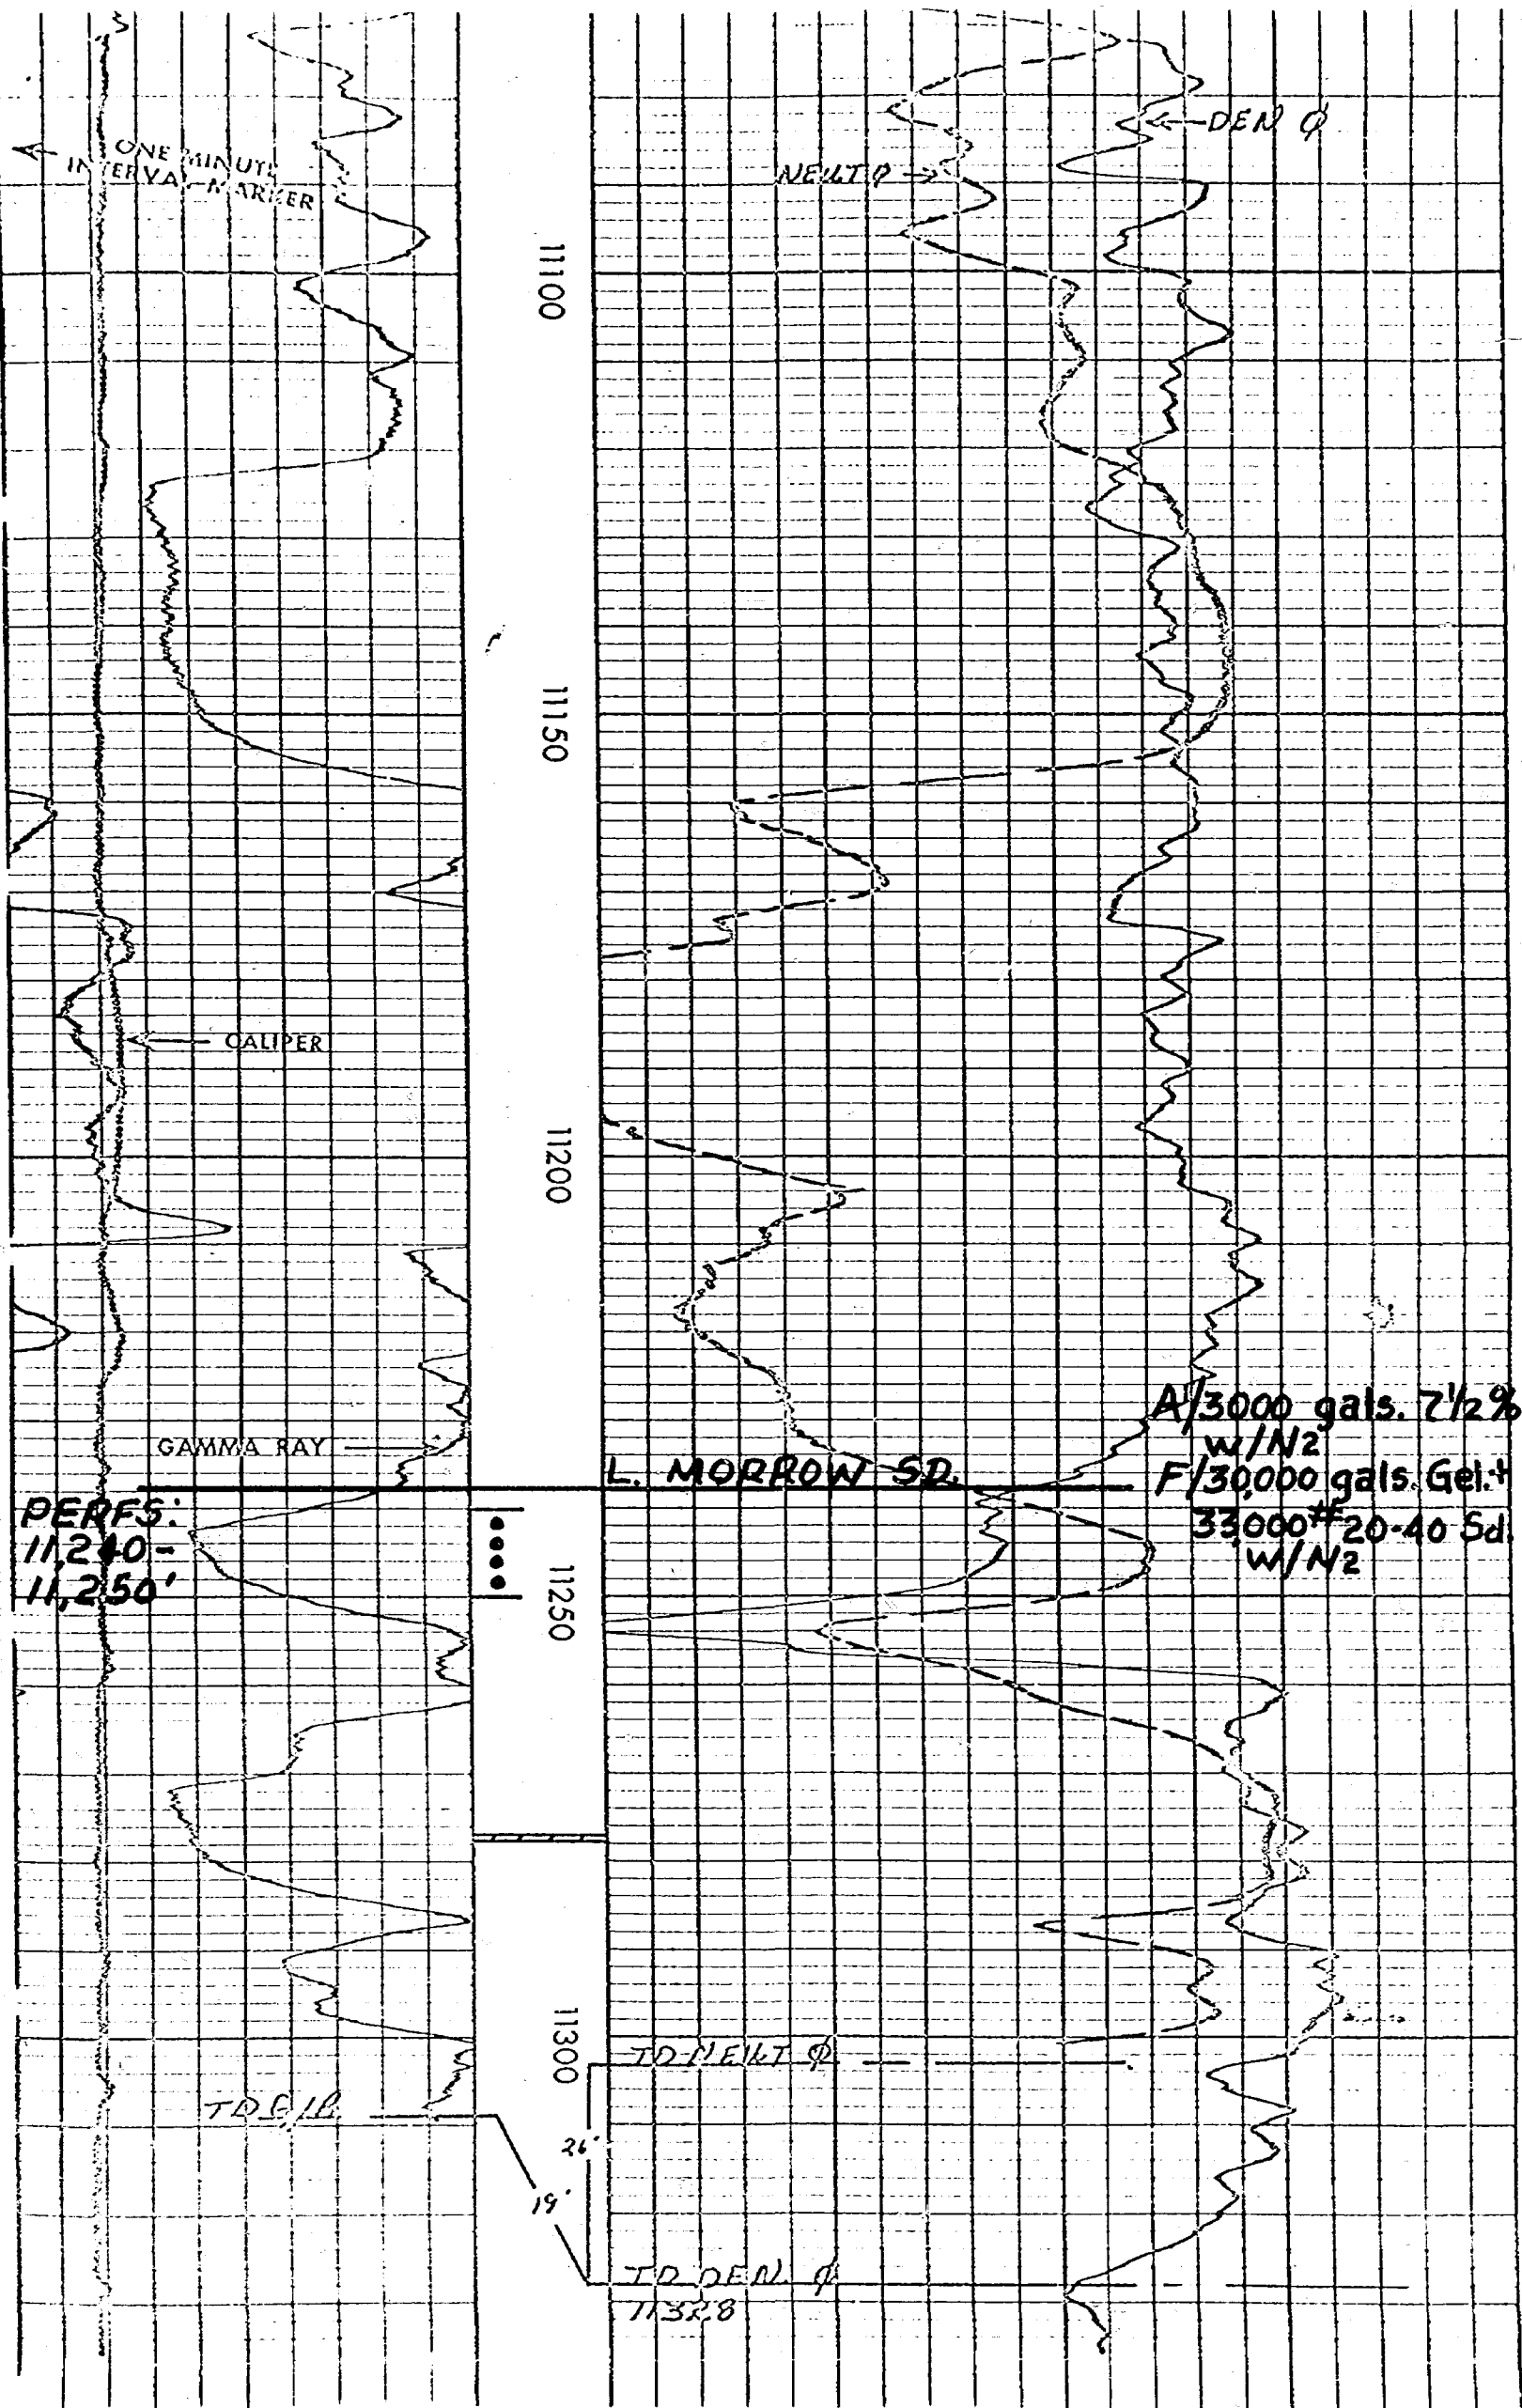 DEN Φ
ONE MINUTE
INTERVAL MARKER
NEUT Φ
11100
11150
CALIPER
11200
A/3000 gals. 7 1/2 %
W/N2
GAMMA RAY
L. MORROW SD.
F/30,000 gals. Gel. +
33,000# 20-40 Sd.
W/N2
PERFS:
11,240-
11,250'
11250
11300
TD NEUT Φ
TD G/R
26'
19'
TD DEN. Φ
11328